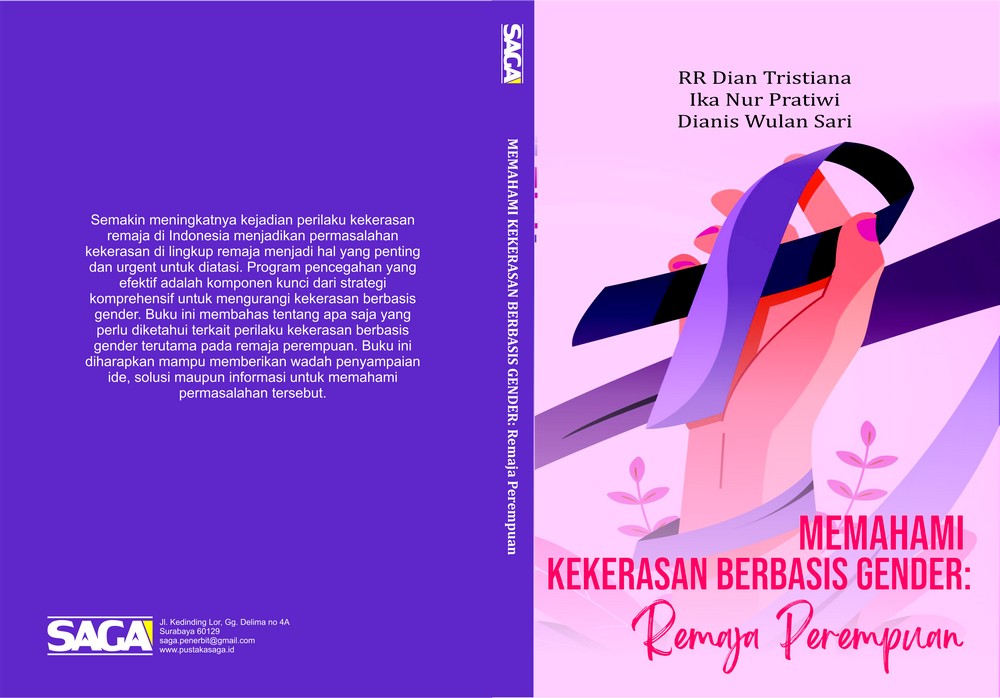 Semakin meningkatnya kejadian perilaku kekerasan
remaja di Indonesia menjadikan permasalahan
kekerasan di lingkup remaja menjadi hal yang penting
dan urgent untuk diatasi. Program pencegahan yang
efektif adalah komponen kunci dari strategi
komprehensif untuk mengurangi kekerasan berbasis
gender. Buku ini membahas tentang apa saja yang
perlu diketahui terkait perilaku kekerasan berbasis
gender terutama pada remaja perempuan. Buku ini
diharapkan mampu memberikan wadah penyampaian
ide, solusi maupun informasi untuk memahami
permasalahan tersebut.
SAGA
Jl. Kedinding Lor, Gg. Delima no 4A
Surabaya 60129
saga.penerbit@gmail.com
www.pustakasaga.id
SAGA
MEMAHAMI KEKERASAN BERBASIS GENDER: Remaja Perempuan
RR Dian Tristiana
Ika Nur Pratiwi
Dianis Wulan Sari
MEMAHAMI
KEKERASAN BERBASIS GENDER:
Remaja Perempuan